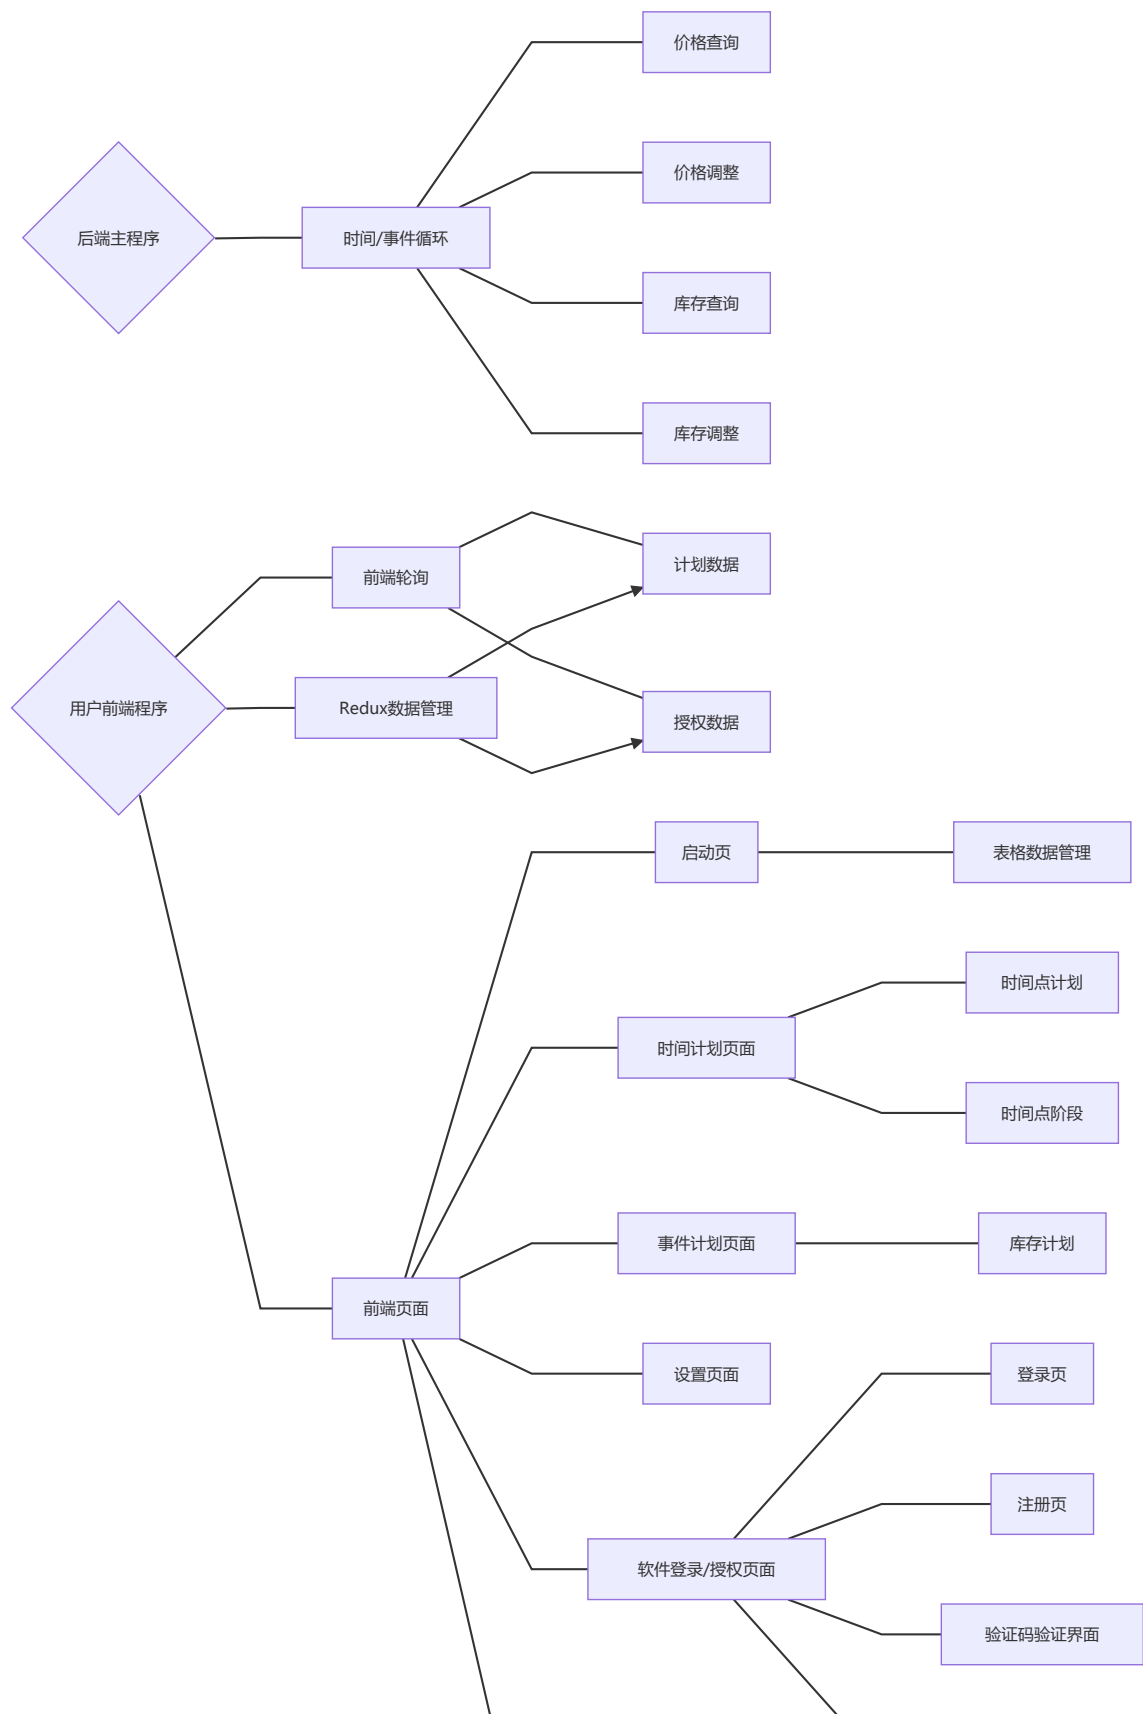 价格查询
价格调整
后端主程序
时间/事件循环
库存查询
库存调整
前端轮询
计划数据
用户前端程序
Redux数据管理
授权数据
启动页
表格数据管理
时间点计划
时间计划页面
时间点阶段
事件计划页面
库存计划
前端页面
设置页面
登录页
注册页
软件登录/授权页面
验证码验证界面